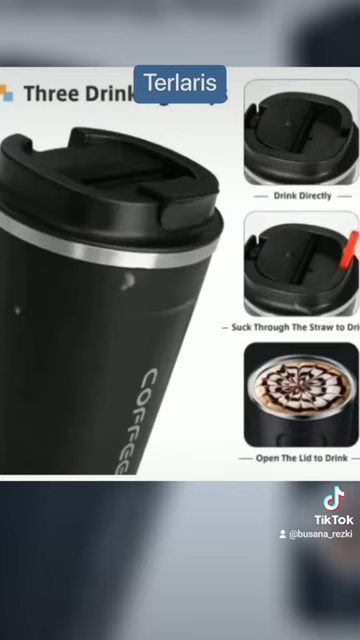 Terlaris
Three Drink
Drink Directly
Suck Through The Straw to Dri
COFFEE
Open The Lid to Drink
TikTok
@busana_rezki